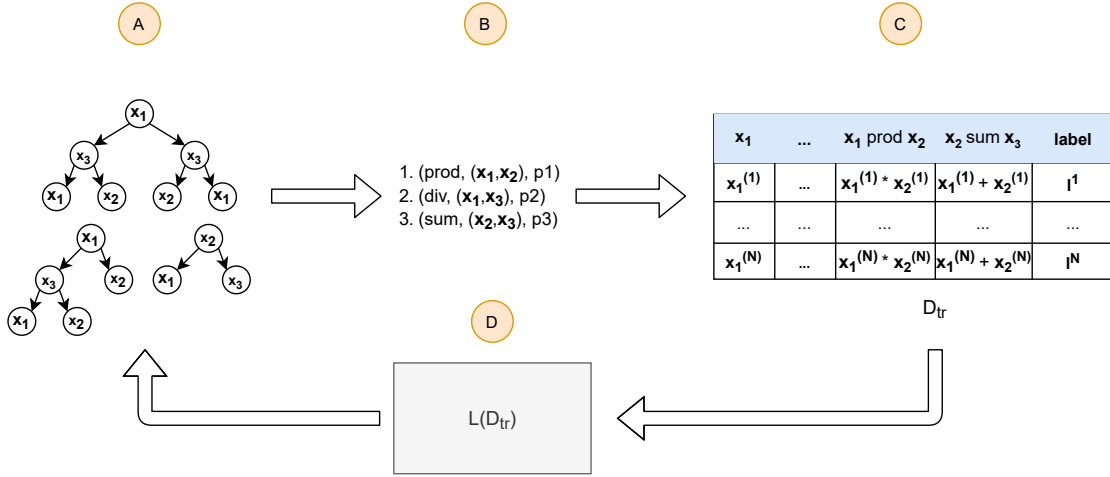 A
B
C
x₁
x₃ x₃
x₁ x₂ x₂ x₁
x₁ x₂
x₃ x₂ x₁ x₃
x₁ x₂
1. (prod, (x₁,x₂), p1)
2. (div, (x₁,x₃), p2)
3. (sum, (x₂,x₃), p3)
x₁ ... x₁ prod x₂ x₂ sum x₃ label
x₁⁽¹⁾ ... x₁⁽¹⁾ * x₂⁽¹⁾ x₁⁽¹⁾ + x₂⁽¹⁾ l¹
... ... ... ... ...
x₁⁽ᴺ⁾ ... x₁⁽ᴺ⁾ * x₂⁽ᴺ⁾ x₁⁽ᴺ⁾ + x₂⁽ᴺ⁾ lᴺ
D_tr
D
L(D_tr)